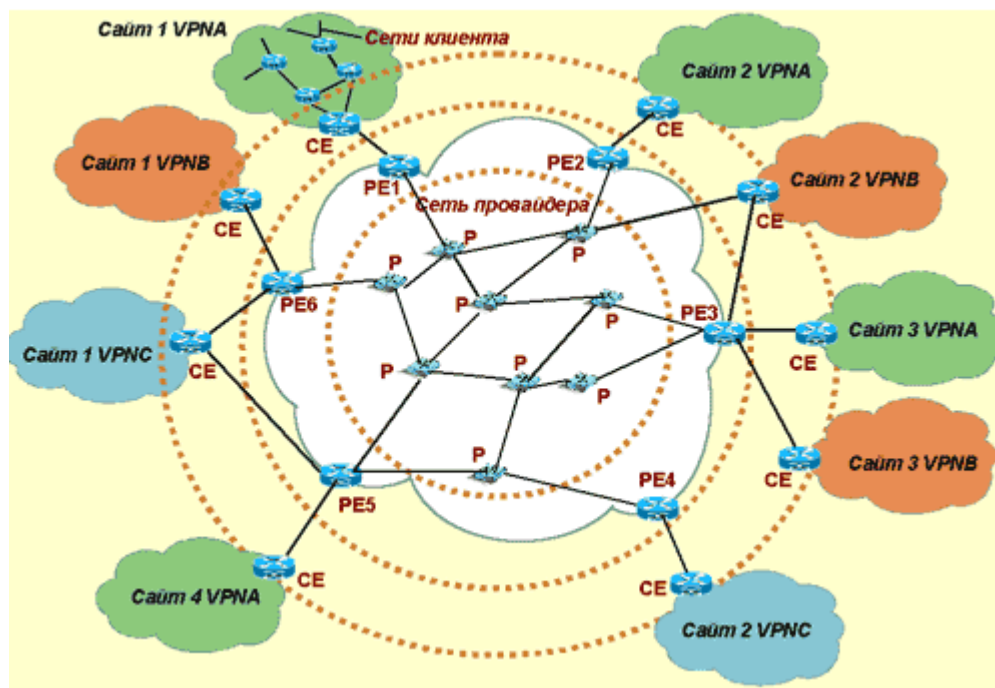 Сайт 1 VPNA
Сети клиента
Сайт 2 VPNA
CE
CE
Сайт 1 VPNB
PE1
PE2
Сайт 2 VPNB
CE
Сеть провайдера
CE
P
P
P
PE6
P
P
PE3
Сайт 1 VPNC
CE
Сайт 3 VPNA
CE
P
P
P
Сайт 3 VPNB
CE
P
PE5
PE4
CE
CE
Сайт 4 VPNA
Сайт 2 VPNC